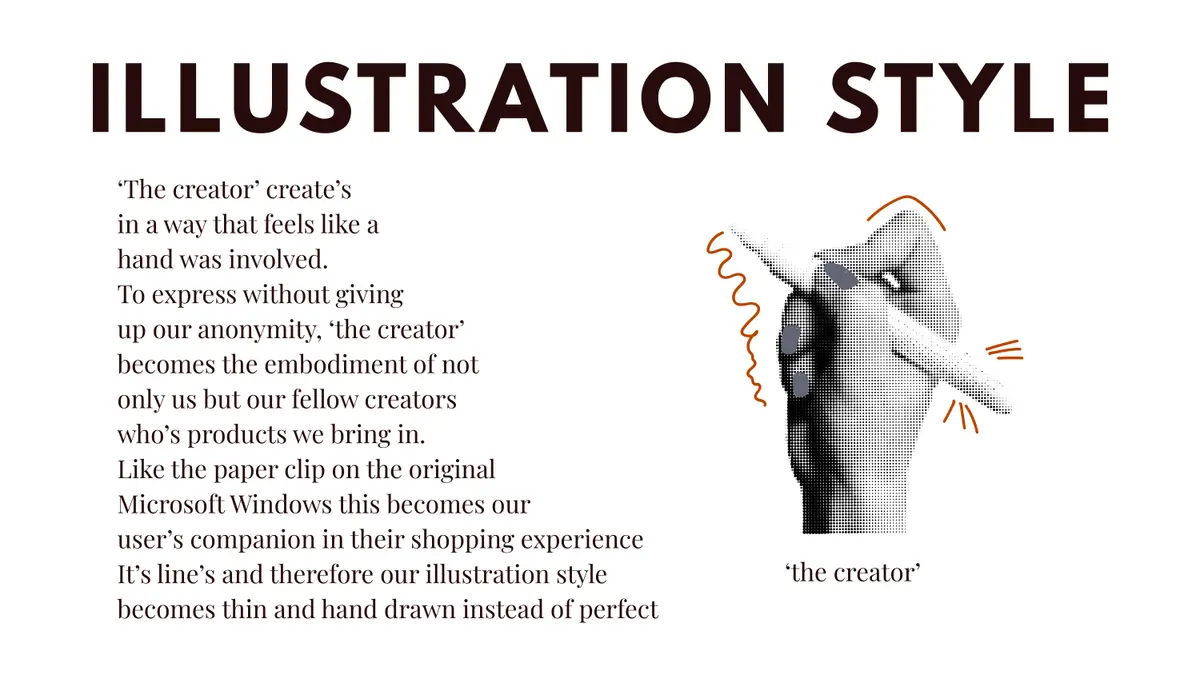 ILLUSTRATION STYLE
‘The creator’ create’s
in a way that feels like a
hand was involved.
To express without giving
up our anonymity, ‘the creator’
becomes the embodiment of not
only us but our fellow creators
who’s products we bring in.
Like the paper clip on the original
Microsoft Windows this becomes our
user’s companion in their shopping experience
It’s line’s and therefore our illustration style
becomes thin and hand drawn instead of perfect
‘the creator’